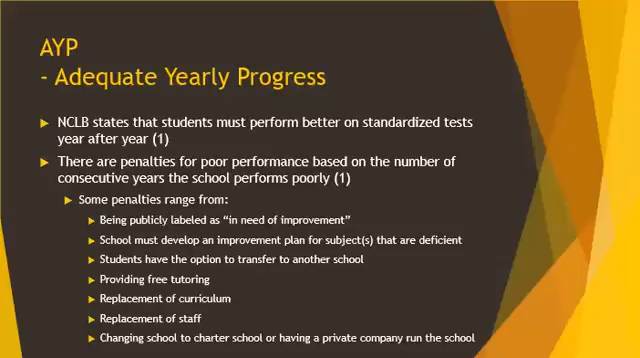 AYP
- Adequate Yearly Progress
NCLB states that students must perform better on standardized tests
year after year (1)
There are penalties for poor performance based on the number of
consecutive years the school performs poorly (1)
Some penalties range from:
Being publicly labeled as “in need of improvement”
School must develop an improvement plan for subject(s) that are deficient
Students have the option to transfer to another school
Providing free tutoring
Replacement of curriculum
Replacement of staff
Changing school to charter school or having a private company run the school